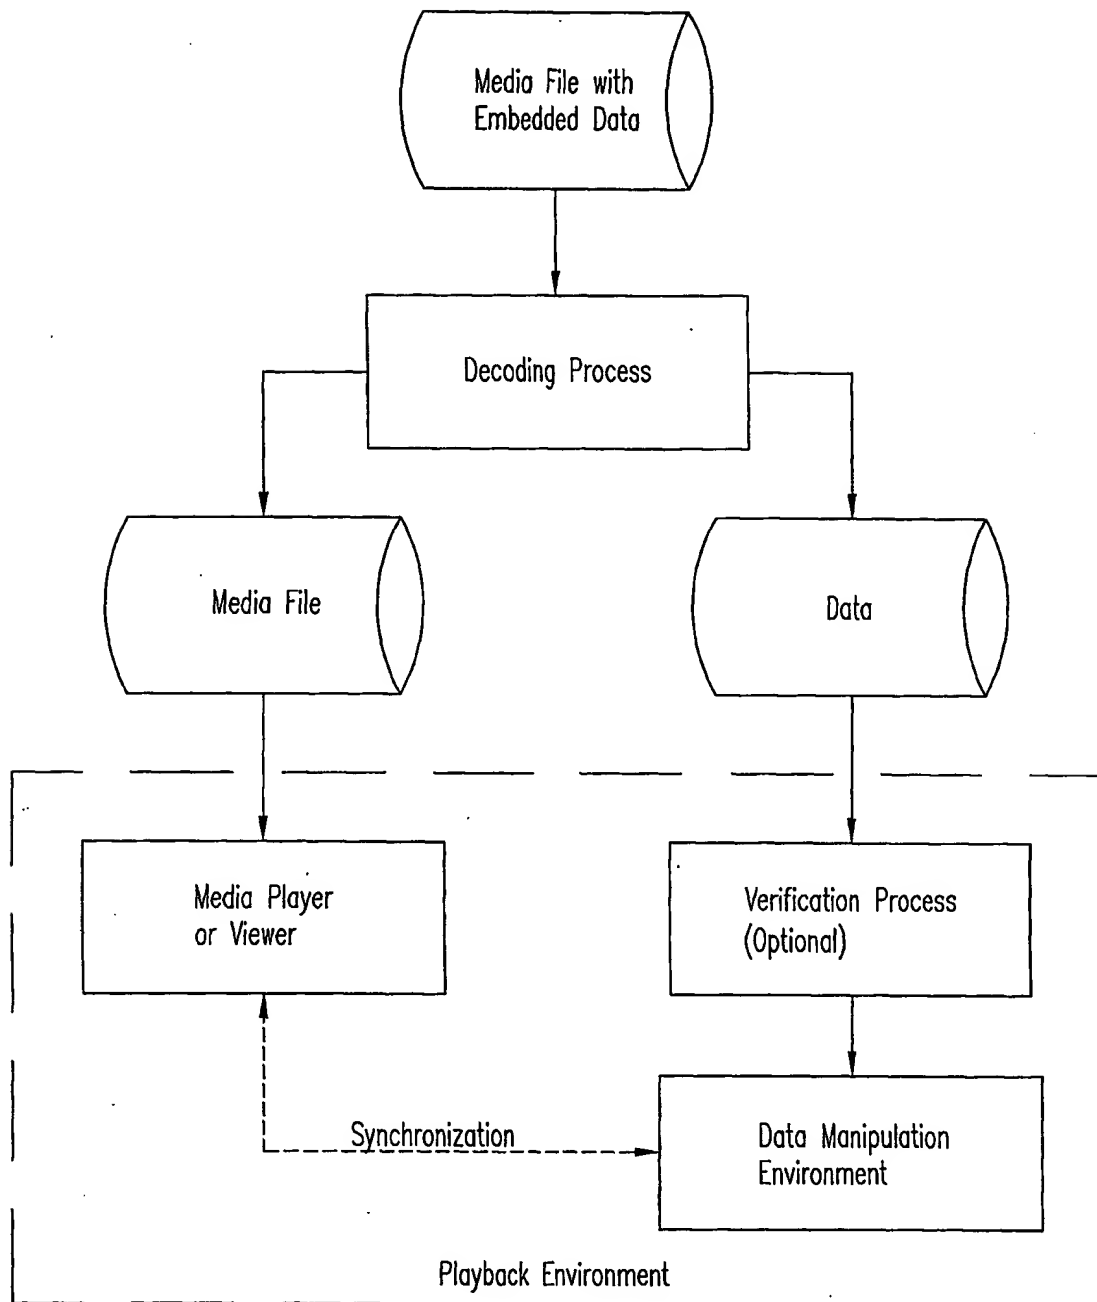 Media File with
Embedded Data
Decoding Process
Media File
Data
Media Player
or Viewer
Verification Process
(Optional)
Synchronization
Data Manipulation
Environment
Playback Environment